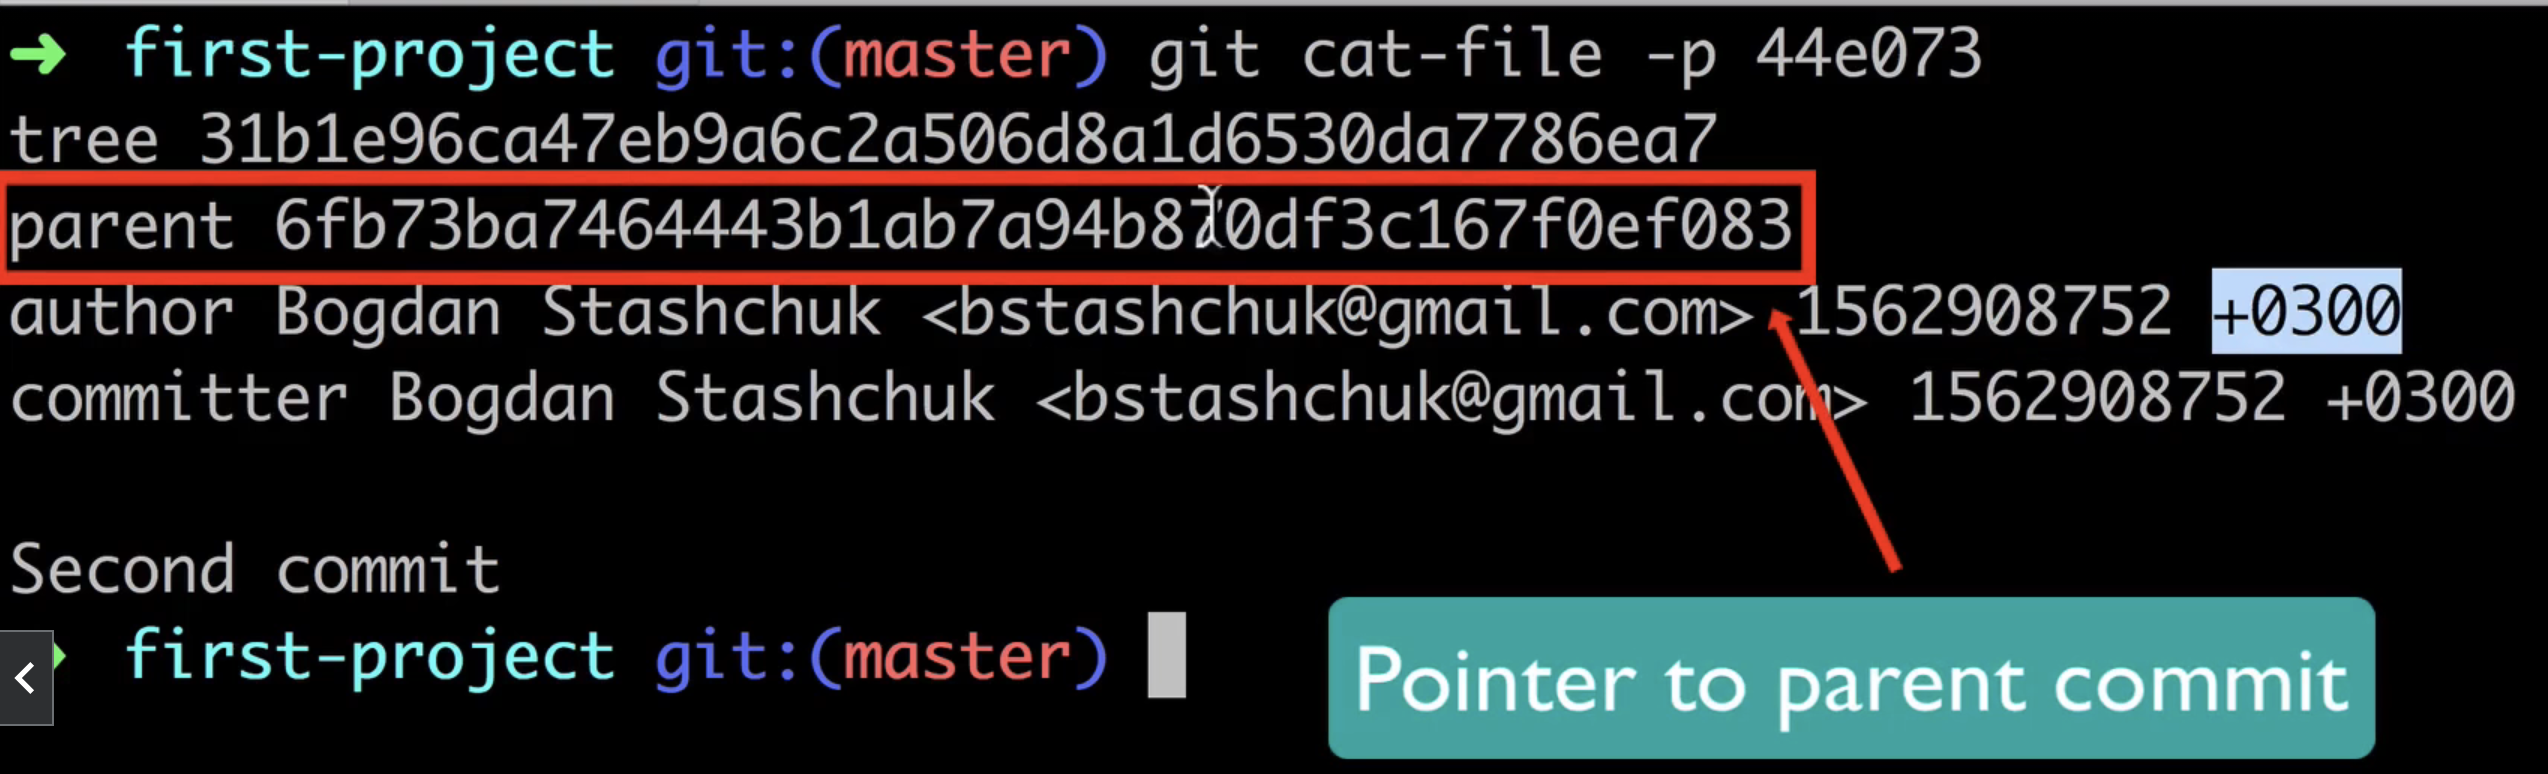 ➜ first-project git:(master) git cat-file -p 44e073
tree 31b1e96ca47eb9a6c2a506d8a1d6530da7786ea7
parent 6fb73ba7464443b1ab7a94b870df3c167f0ef083
author Bogdan Stashchuk <bstashchuk@gmail.com> 1562908752 +0300
committer Bogdan Stashchuk <bstashchuk@gmail.com> 1562908752 +0300
Second commit
first-project git:(master)
Pointer to parent commit